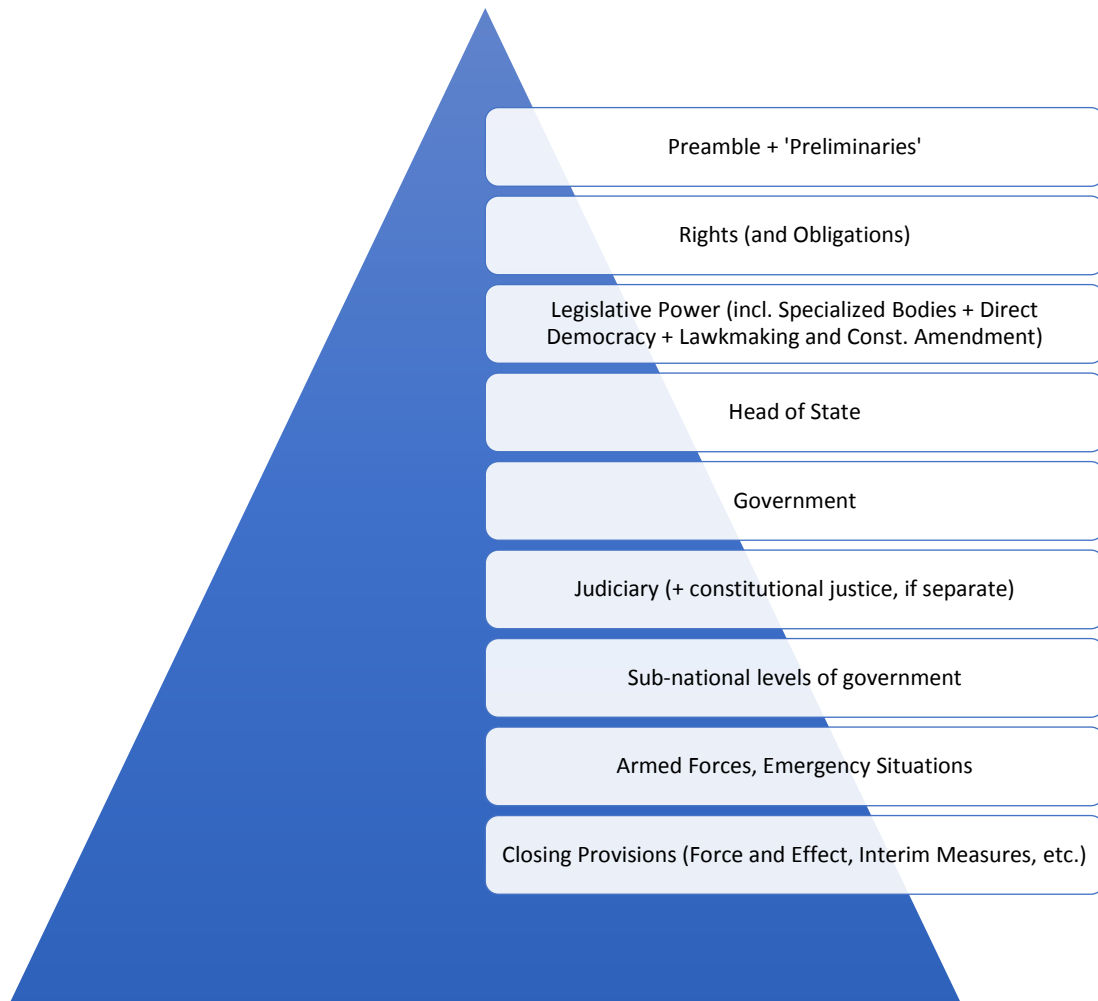 Preamble + 'Preliminaries'
Rights (and Obligations)
Legislative Power (incl. Specialized Bodies + Direct
Democracy + Lawkmaking and Const. Amendment)
Head of State
Government
Judiciary (+ constitutional justice, if separate)
Sub-national levels of government
Armed Forces, Emergency Situations
Closing Provisions (Force and Effect, Interim Measures, etc.)